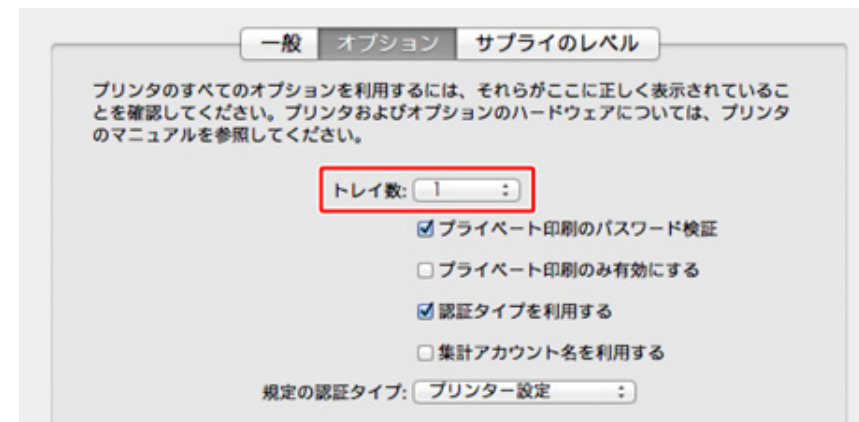 一般 オプション サプライのレベル
プリンタのすべてのオプションを利用するには、それらがここに正しく表示されているこ
とを確認してください。プリンタおよびオプションのハードウェアについては、プリンタ
のマニュアルを参照してください。
トレイ数: 1
プライベート印刷のパスワード検証
プライベート印刷のみ有効にする
認証タイプを利用する
集計アカウント名を利用する
規定の認証タイプ: プリンター設定